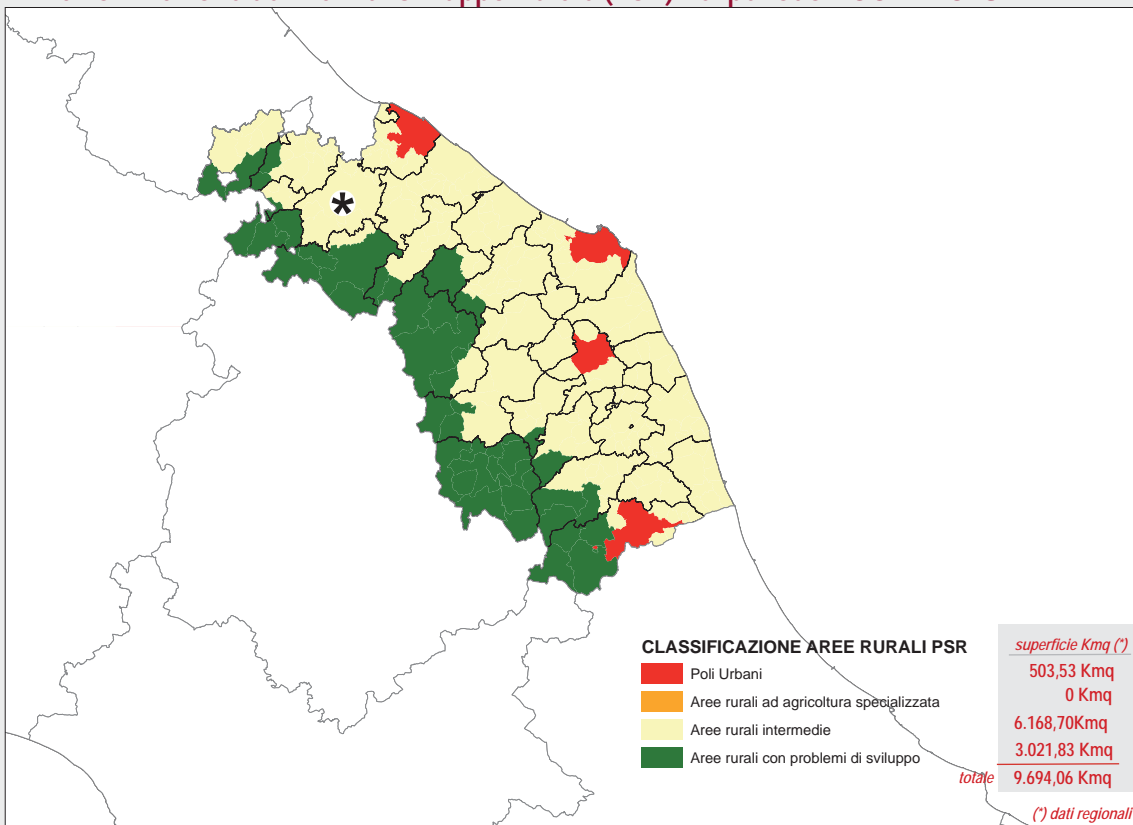 *
CLASSIFICAZIONE AREE RURALI PSR
superficie Kmq (*)
Poli Urbani
503,53 Kmq
Aree rurali ad agricoltura specializzata
0 Kmq
Aree rurali intermedie
6.168,70Kmq
Aree rurali con problemi di sviluppo
3.021,83 Kmq
totale 9.694,06 Kmq
(*) dati regionali